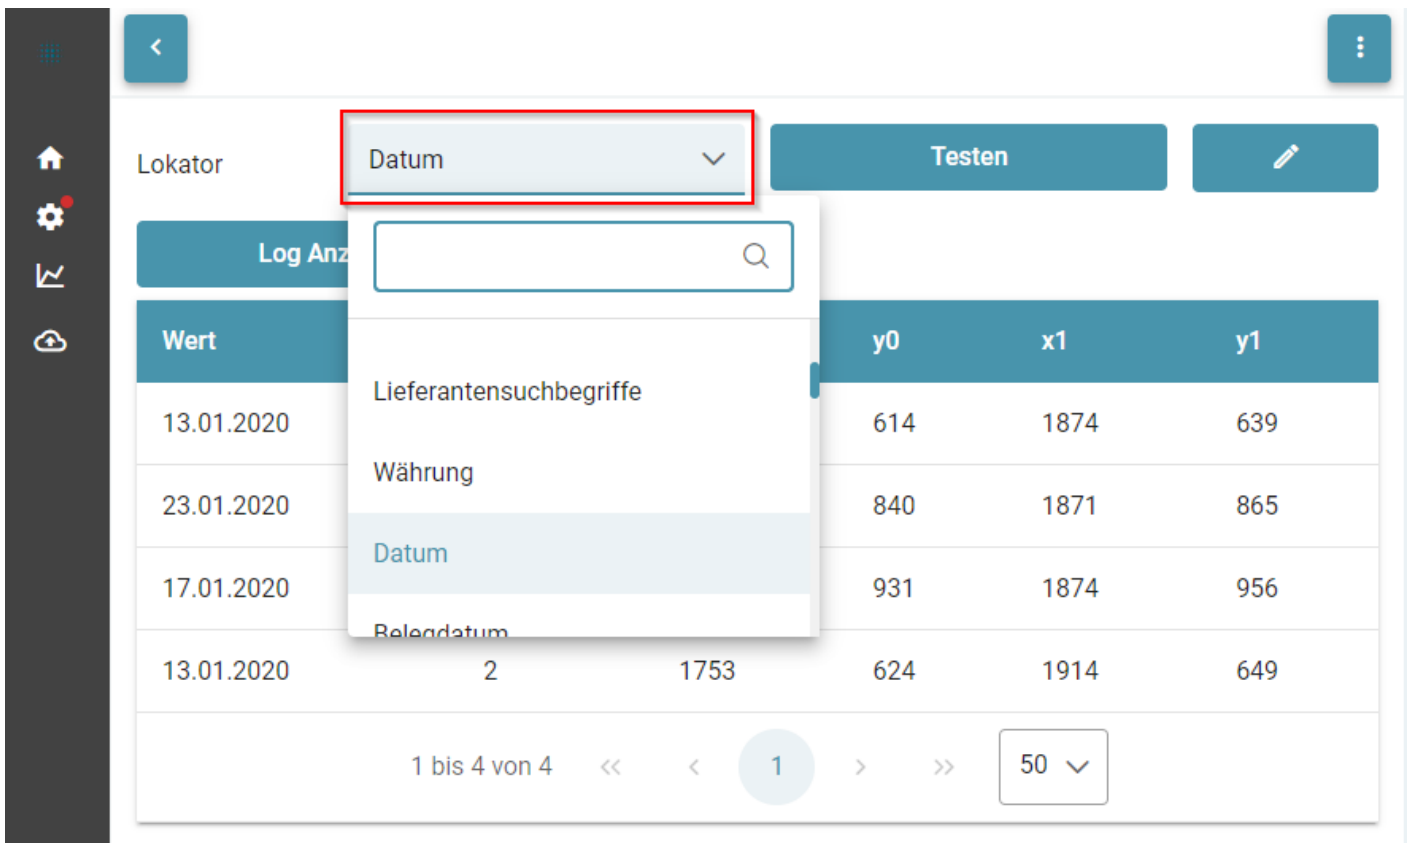 Lokator
Datum
Testen
Log Anz
Lieferantensuchbegriffe
Währung
Datum
Belegdatum
Wert y0 x1 y1
13.01.2020 614 1874 639
23.01.2020 840 1871 865
17.01.2020 931 1874 956
13.01.2020 2 1753 624 1914 649
1 bis 4 von 4 << < 1 > >> 50